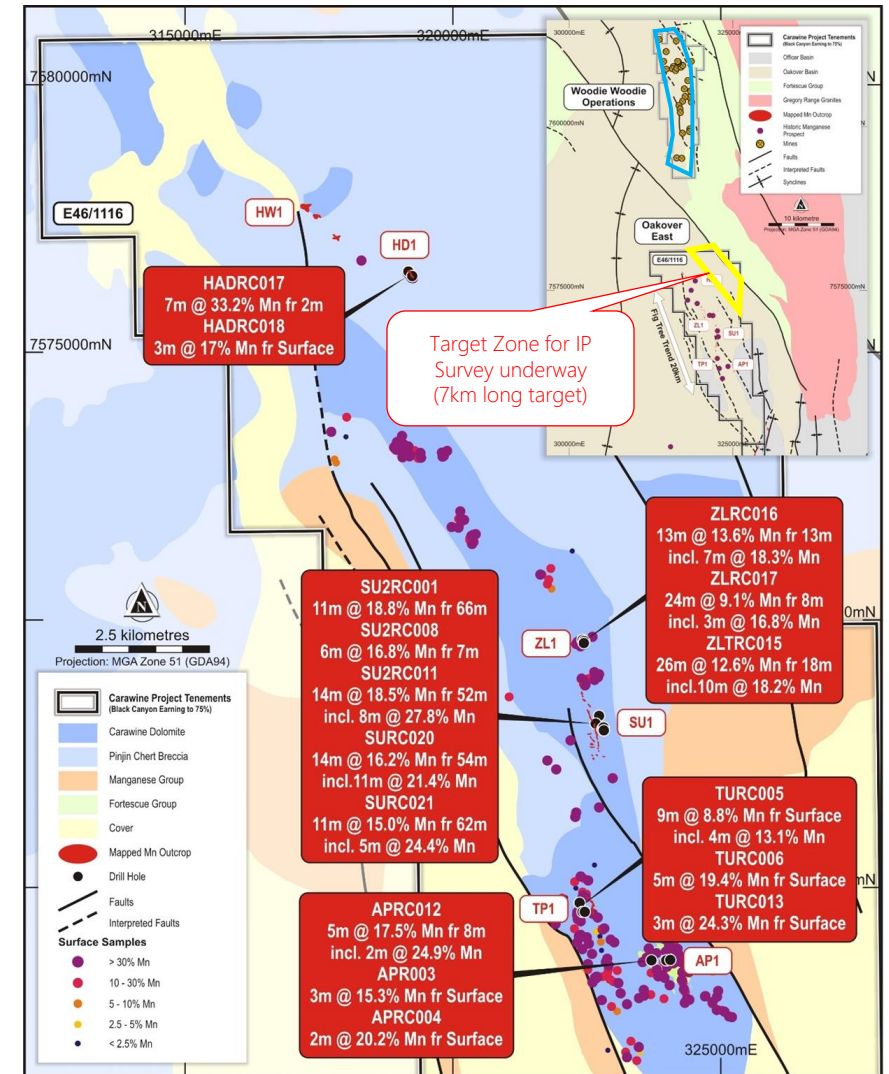 315000mE
320000mE
7580000mN
E46/1116
HW1
HD1
HADRC017
7m @ 33.2% Mn fr 2m
HADRC018
3m @ 17% Mn fr Surface
7575000mN
300000mE
Woodie Woodie
Operations
7600000mN
Oakover
East
E46/1116
7575000mN
7575000mN
ZL1
SU1
TP1
AP1
Fig Tree Trend 20km
300000mE
325000mE
Carawine Project Tenements
(Black Canyon Earning to 75%)
Officer Basin
Oakover Basin
Fortescue Group
Gregory Range Granites
Mapped Mn Outcrop
Historic Manganese
Prospect
Mines
Faults
Interpreted Faults
Synclines
N
10 kilometre
Projection: MGA Zone 51 (GDA94)
Target Zone for IP
Survey underway
(7km long target)
ZLRC016
13m @ 13.6% Mn fr 13m
incl. 7m @ 18.3% Mn
ZLRC017
24m @ 9.1% Mn fr 8m
incl. 3m @ 16.8% Mn
ZLTRC015
26m @ 12.6% Mn fr 18m
incl.10m @ 18.2% Mn
SU2RC001
11m @ 18.8% Mn fr 66m
SU2RC008
6m @ 16.8% Mn fr 7m
SU2RC011
14m @ 18.5% Mn fr 52m
incl. 8m @ 27.8% Mn
SURC020
14m @ 16.2% Mn fr 54m
incl.11m @ 21.4% Mn
SURC021
11m @ 15.0% Mn fr 62m
incl. 5m @ 24.4% Mn
ZL1
SU1
N
2.5 kilometres
Projection: MGA Zone 51 (GDA94)
Carawine Project Tenements
(Black Canyon Earning to 75%)
Carawine Dolomite
Pinjin Chert Breccia
Manganese Group
Fortescue Group
Cover
Mapped Mn Outcrop
Drill Hole
Faults
Interpreted Faults
Surface Samples
> 30% Mn
10 - 30% Mn
5 - 10% Mn
2.5 - 5% Mn
< 2.5% Mn
TURC005
9m @ 8.8% Mn fr Surface
incl. 4m @ 13.1% Mn
TURC006
5m @ 19.4% Mn fr Surface
TURC013
3m @ 24.3% Mn fr Surface
TP1
AP1
APRC012
5m @ 17.5% Mn fr 8m
incl. 2m @ 24.9% Mn
APR003
3m @ 15.3% Mn fr Surface
APRC004
2m @ 20.2% Mn fr Surface
325000mE